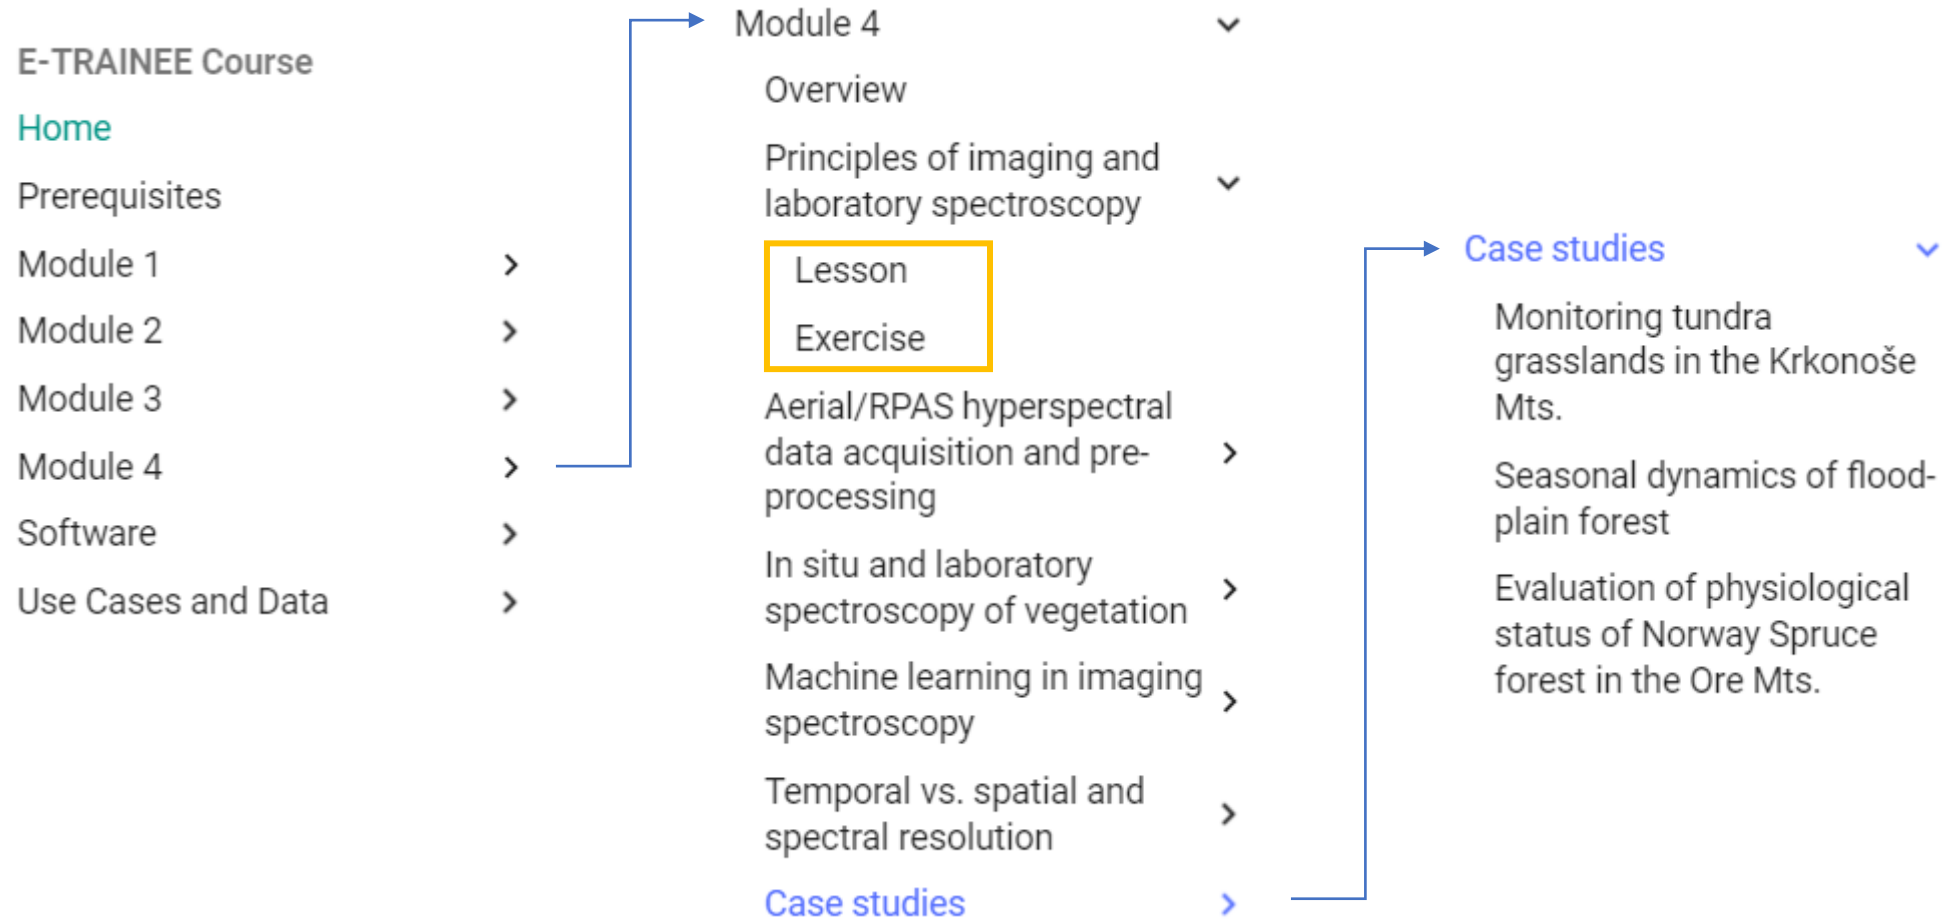 E-TRAINEE Course
Home
Prerequisites
Module 1
Module 2
Module 3
Module 4
Software
Use Cases and Data
Module 4
Overview
Principles of imaging and
laboratory spectroscopy
Lesson
Exercise
Aerial/RPAS hyperspectral
data acquisition and pre-
processing
In situ and laboratory
spectroscopy of vegetation
Machine learning in imaging
spectroscopy
Temporal vs. spatial and
spectral resolution
Case studies
Case studies
Monitoring tundra
grasslands in the Krkonoše
Mts.
Seasonal dynamics of flood-
plain forest
Evaluation of physiological
status of Norway Spruce
forest in the Ore Mts.